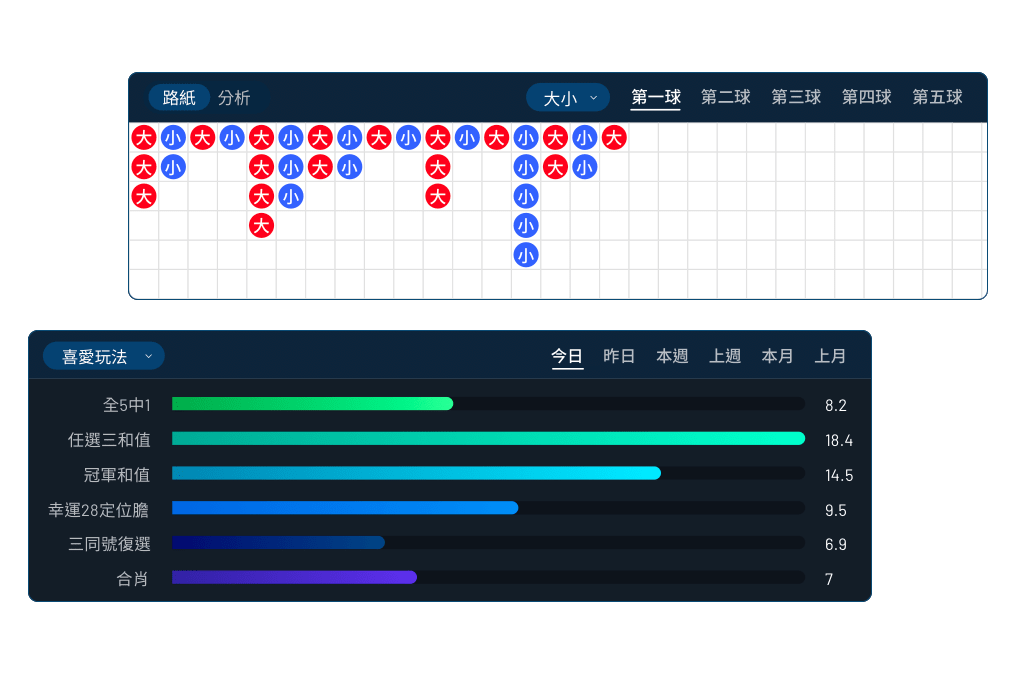 路紙 分析 大小 第一球 第二球 第三球 第四球 第五球
大 小 大 小 大 小 大 小 大 小 大 小 大 小 大 小 大
大 小 大 小 大 小 大 小 大 小
大 大 小 大 小
大 小
小
喜愛玩法 今日 昨日 本週 上週 本月 上月
全5中1 8.2
任選三和值 18.4
冠軍和值 14.5
幸運28定位膽 9.5
三同號復選 6.9
合肖 7